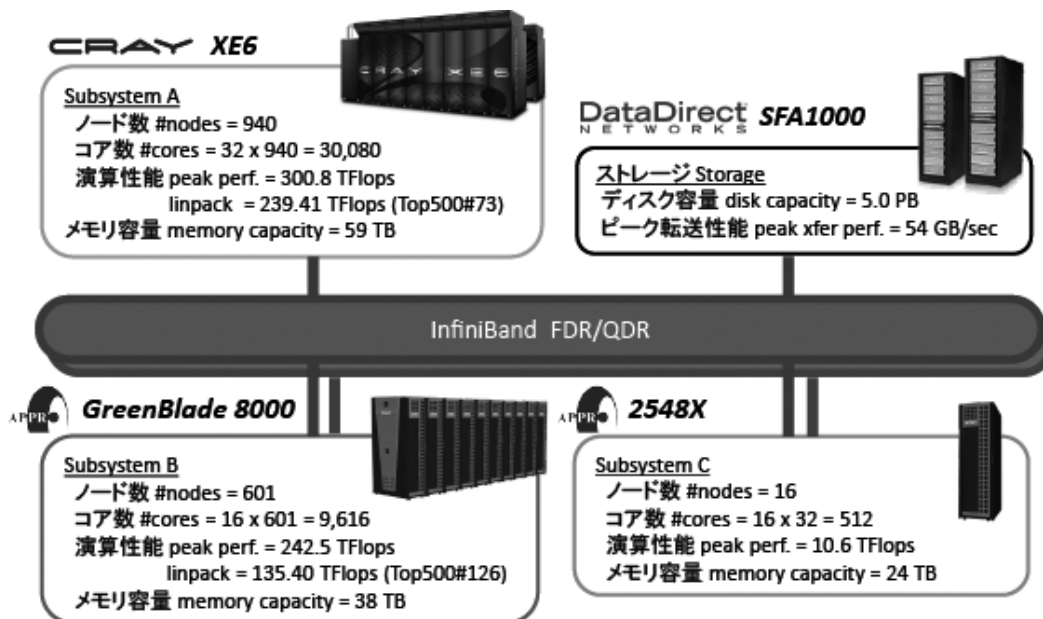 CRAY XE6
CRAY XE6
Subsystem A
ノード数 #nodes = 940
コア数 #cores = 32 x 940 = 30,080
演算性能 peak perf. = 300.8 TFlops
linpack = 239.41 TFlops (Top500#73)
メモリ容量 memory capacity = 59 TB
DataDirect NETWORKS SFA1000
ストレージ Storage
ディスク容量 disk capacity = 5.0 PB
ピーク転送性能 peak xfer perf. = 54 GB/sec
InfiniBand FDR/QDR
APPRO GreenBlade 8000
Subsystem B
ノード数 #nodes = 601
コア数 #cores = 16 x 601 = 9,616
演算性能 peak perf. = 242.5 TFlops
linpack = 135.40 TFlops (Top500#126)
メモリ容量 memory capacity = 38 TB
APPRO 2548X
Subsystem C
ノード数 #nodes = 16
コア数 #cores = 16 x 32 = 512
演算性能 peak perf. = 10.6 TFlops
メモリ容量 memory capacity = 24 TB